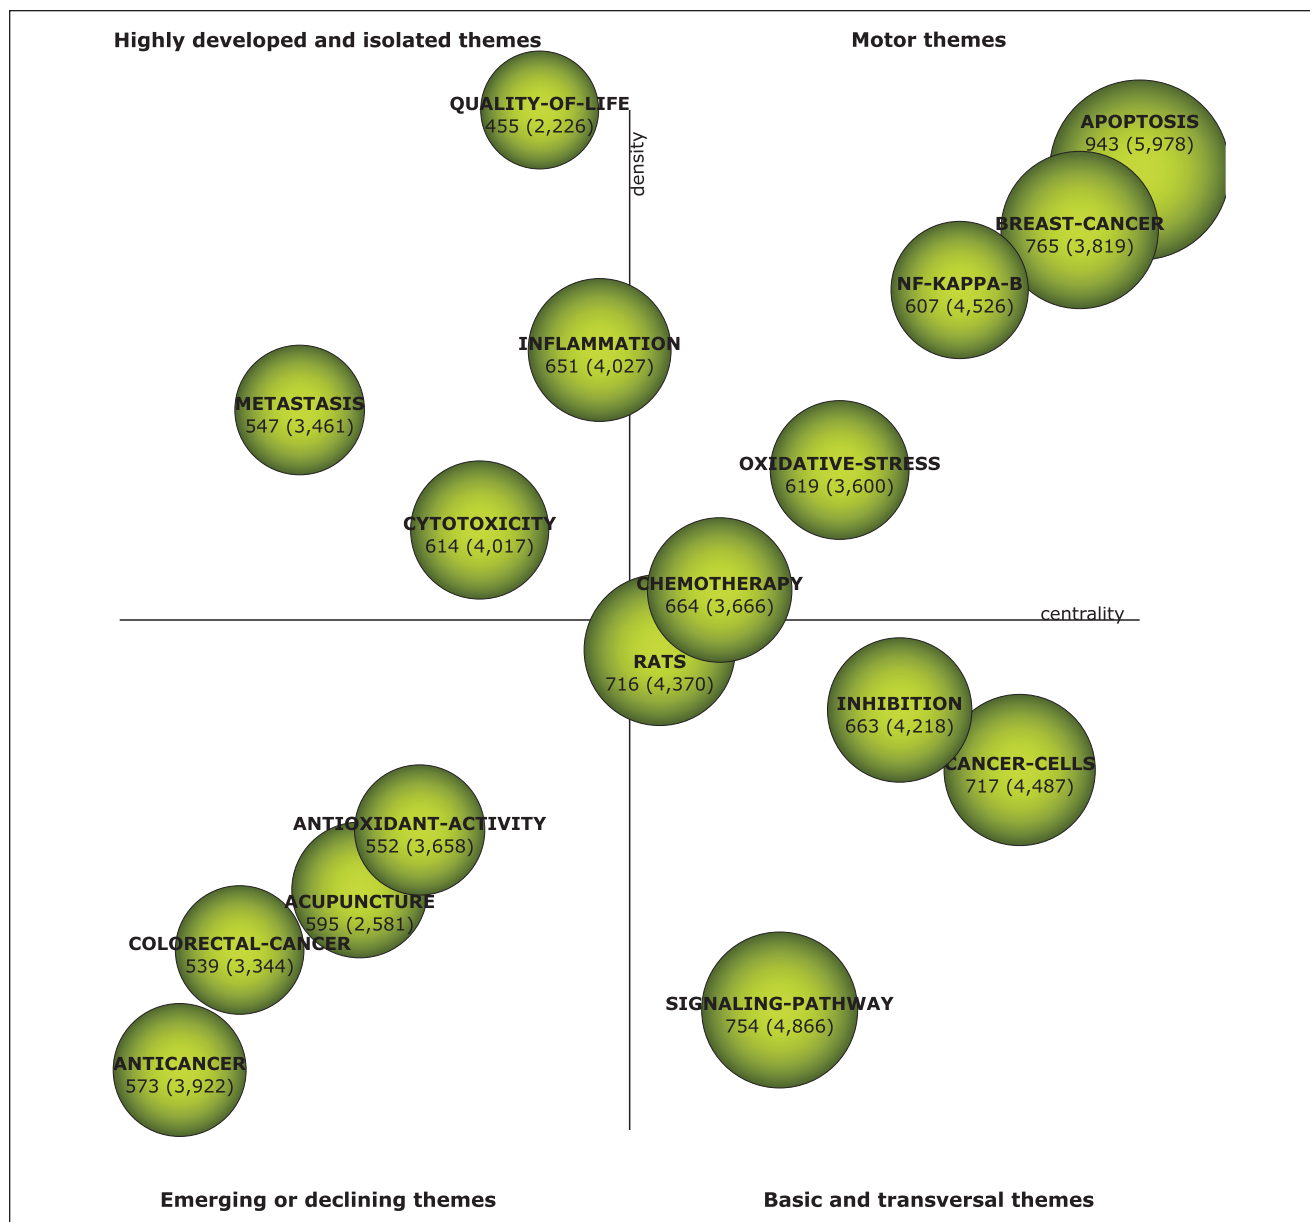 Highly developed and isolated themes
Motor themes
QUALITY-OF-LIFE
455 (2,226)
density
APOPTOSIS
943 (5,978)
BREAST-CANCER
765 (3,819)
NF-KAPPA-B
607 (4,526)
INFLAMMATION
651 (4,027)
METASTASIS
547 (3,461)
OXIDATIVE-STRESS
619 (3,600)
CYTOTOXICITY
614 (4,017)
CHEMOTHERAPY
664 (3,666)
centrality
RATS
716 (4,370)
INHIBITION
663 (4,218)
CANCER-CELLS
717 (4,487)
ANTIOXIDANT-ACTIVITY
552 (3,658)
ACUPUNCTURE
595 (2,581)
COLORECTAL-CANCER
539 (3,344)
SIGNALING-PATHWAY
754 (4,866)
ANTICANCER
573 (3,922)
Emerging or declining themes
Basic and transversal themes